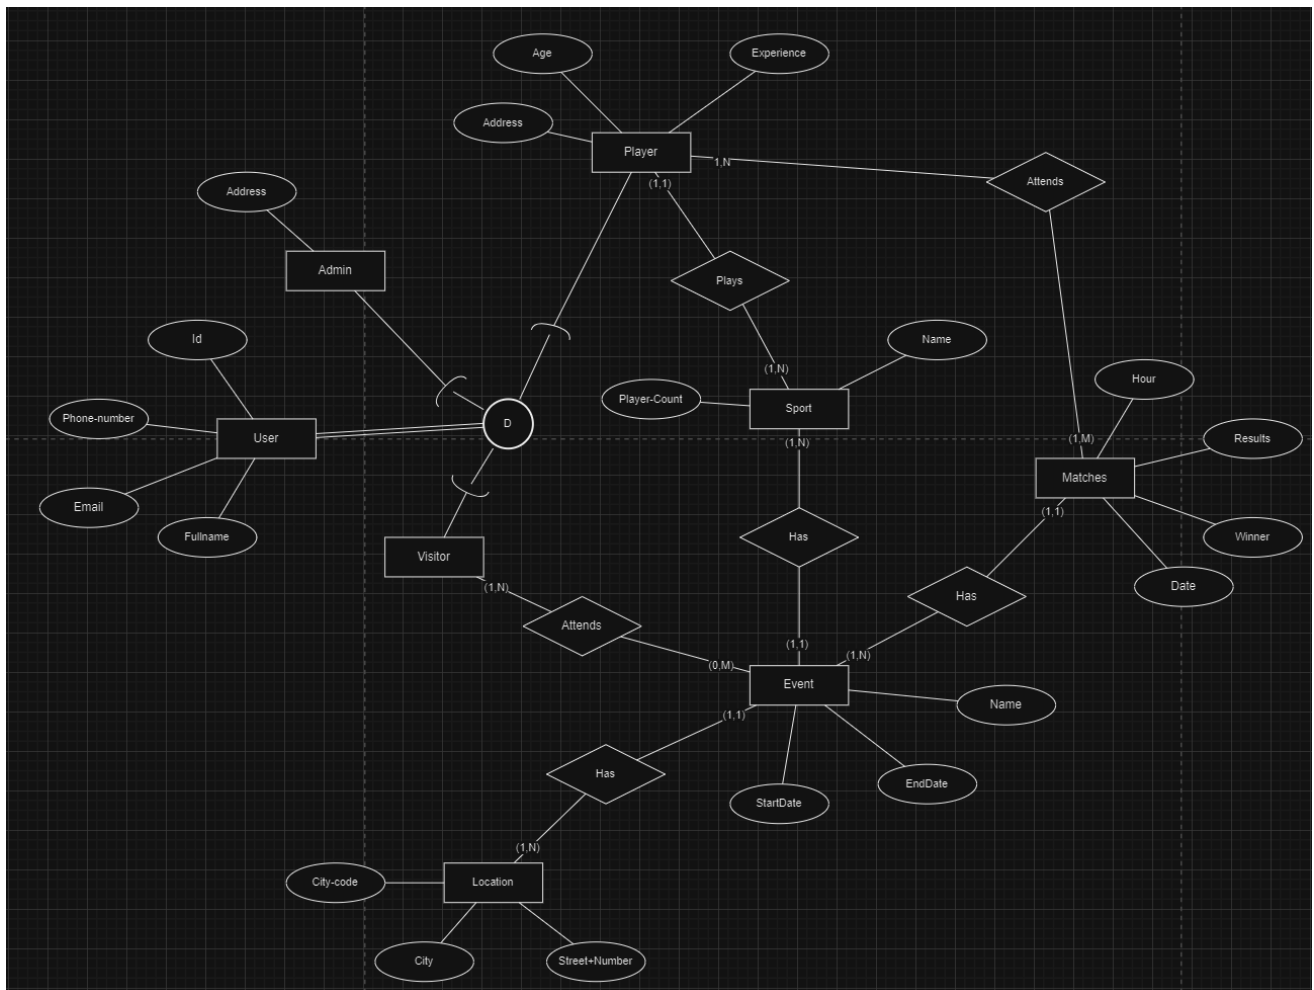 Age
Experience
Address
Player
1,N
Attends
(1,1)
Address
Admin
Plays
Id
Name
(1,N)
Hour
Player-Count
Sport
Phone-number
User
D
(1,N)
(1,M)
Results
Matches
Email
Fullname
(1,1)
Winner
Has
Visitor
Date
(1,N)
Has
Attends
(1,1)
(1,N)
(0,M)
Event
Name
(1,1)
Has
EndDate
StartDate
(1,N)
City-code
Location
City
Street+Number